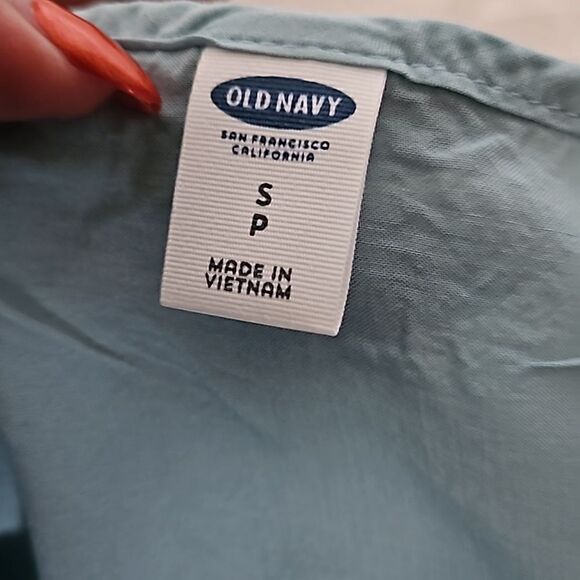 OLD NAVY
SAN FRANCISCO
CALIFORNIA
S
P
MADE IN
VIETNAM